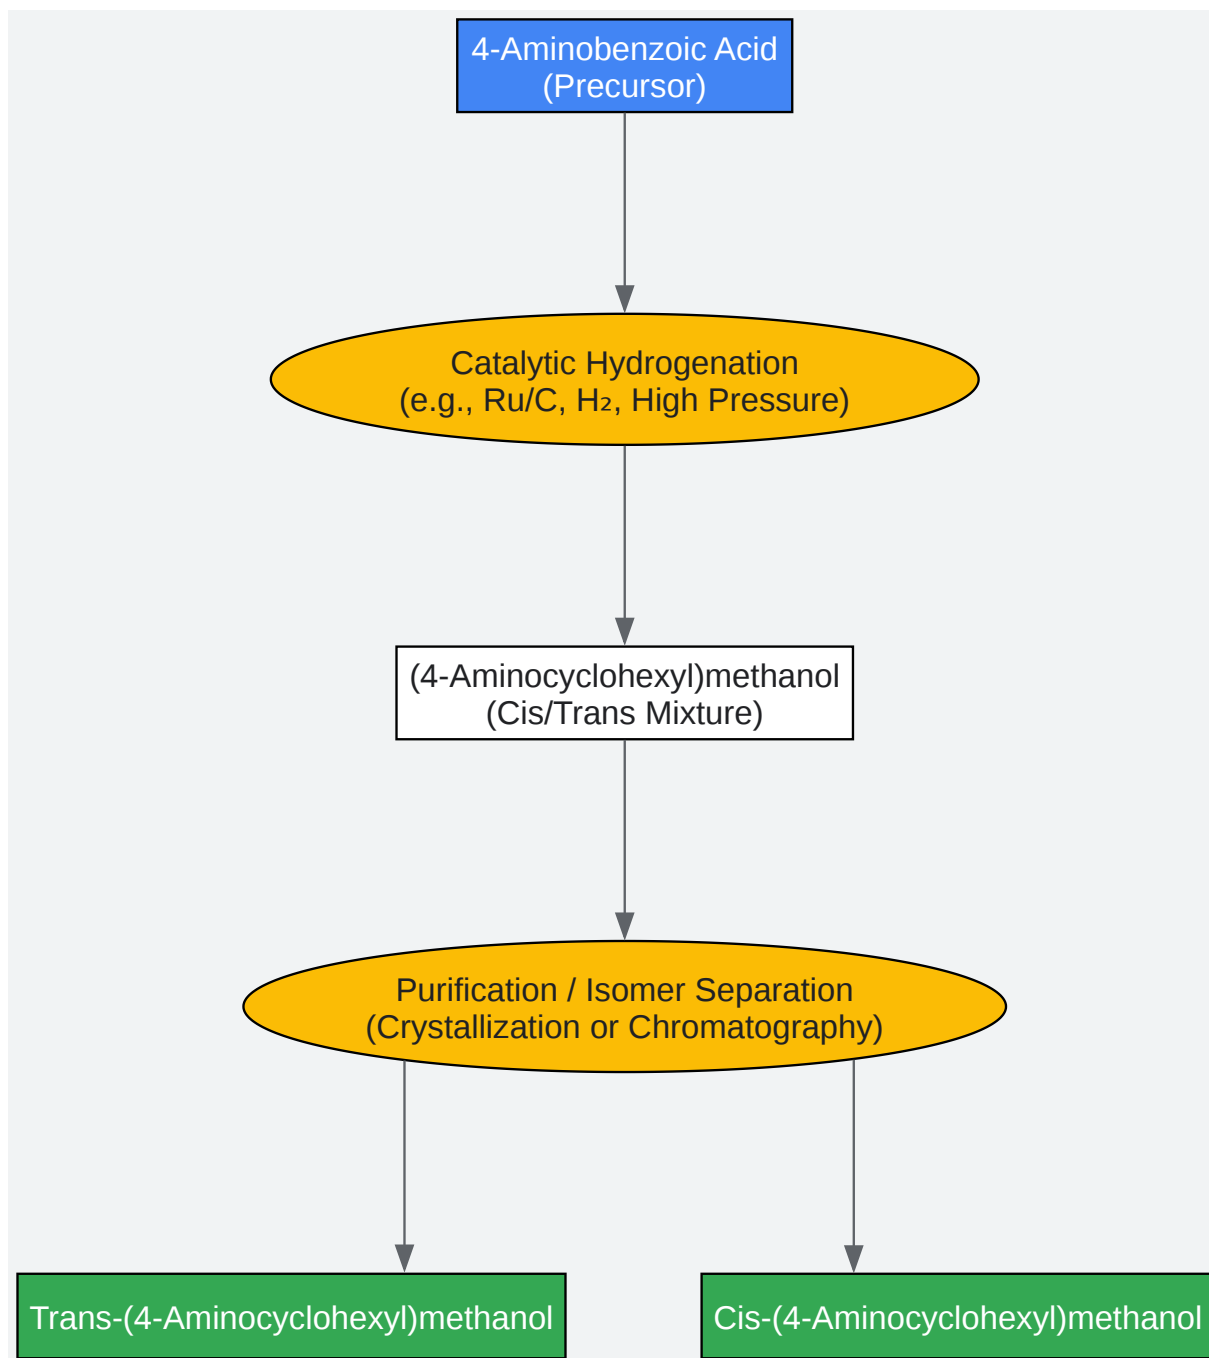 4-Aminobenzoic Acid
(Precursor)
Catalytic Hydrogenation
(e.g., Ru/C, H₂, High Pressure)
(4-Aminocyclohexyl)methanol
(Cis/Trans Mixture)
Purification / Isomer Separation
(Crystallization or Chromatography)
Trans-(4-Aminocyclohexyl)methanol
Cis-(4-Aminocyclohexyl)methanol